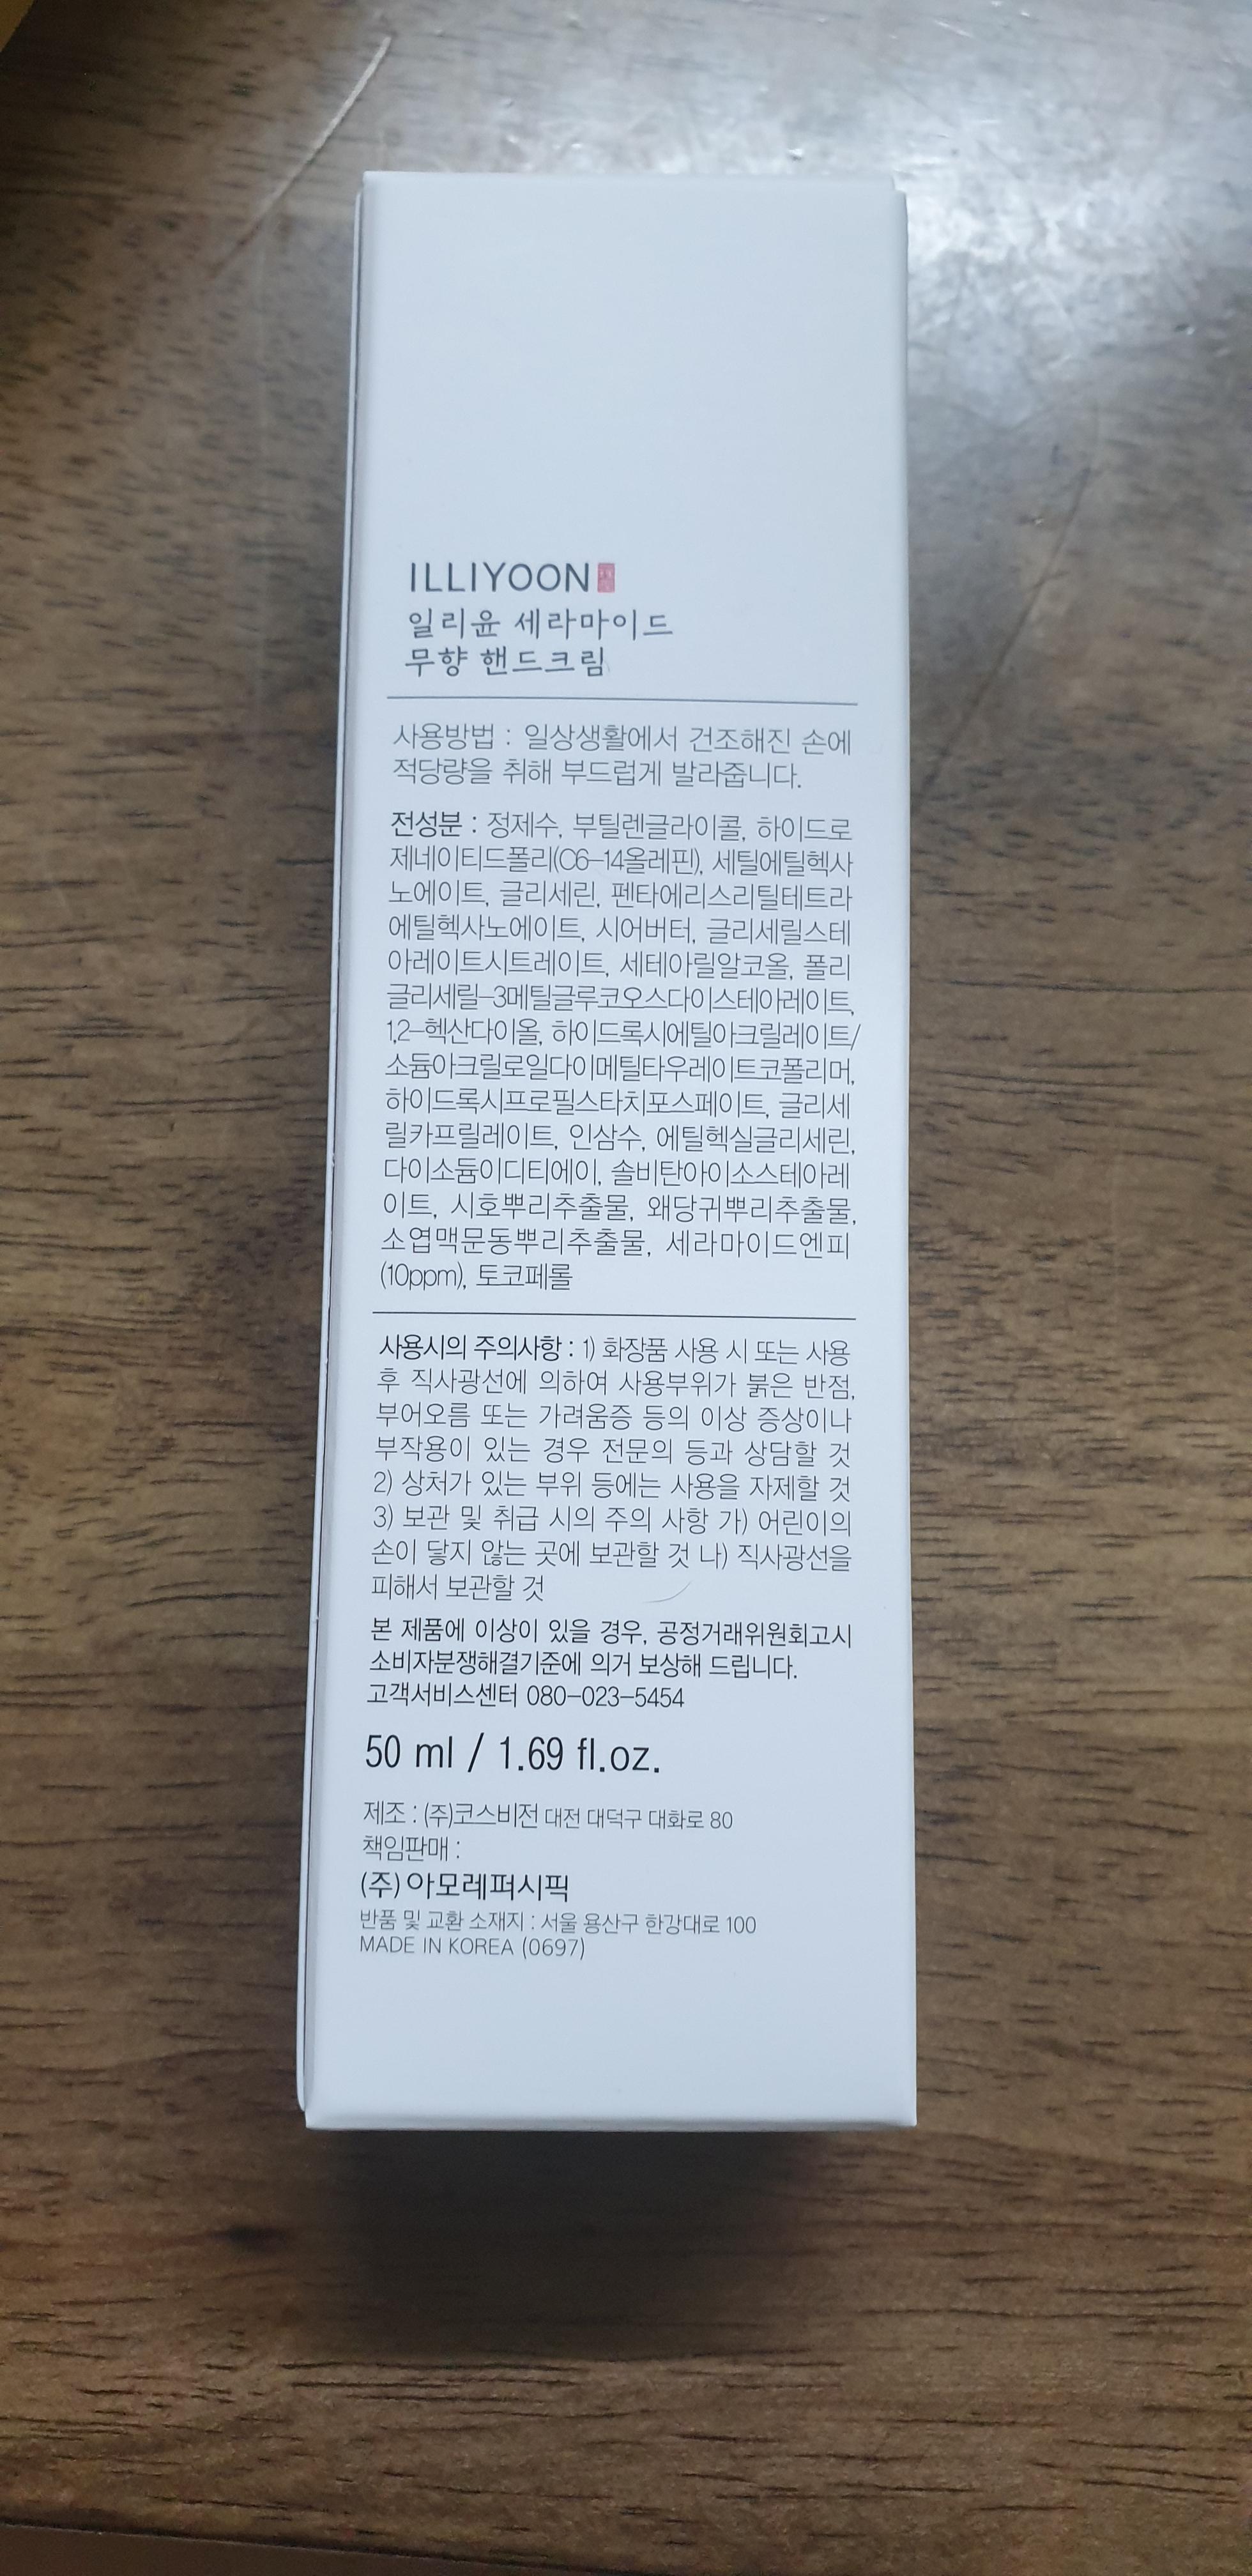 ILLIYOON
일리윤 세라마이드
무향 핸드크림
사용방법 : 일상생활에서 건조해진 손에
적당량을 취해 부드럽게 발라줍니다.
전성분 : 정제수, 부틸렌글라이콜, 하이드로
제네이티드폴리(C6-14올레핀), 세틸에틸헥사
노에이트, 글리세린, 펜타에리스리틸테트라
에틸헥사노에이트, 시어버터, 글리세릴스테
아레이트시트레이트, 세테아릴알코올, 폴리
글리세릴-3메틸글루코오스다이스테아레이트,
1,2-헥산다이올, 하이드록시에틸아크릴레이트/
소듐아크릴로일다이메틸타우레이트코폴리머,
하이드록시프로필스타치포스페이트, 글리세
릴카프릴레이트, 인삼수, 에틸헥실글리세린,
다이소듐이디티에이, 솔비탄아이소스테아레
이트, 시호뿌리추출물, 왜당귀뿌리추출물,
소엽맥문동뿌리추출물, 세라마이드엔피
(10ppm), 토코페롤
사용시의 주의사항 : 1) 화장품 사용 시 또는 사용
후 직사광선에 의하여 사용부위가 붉은 반점,
부어오름 또는 가려움증 등의 이상 증상이나
부작용이 있는 경우 전문의 등과 상담할 것
2) 상처가 있는 부위 등에는 사용을 자제할 것
3) 보관 및 취급 시의 주의 사항 가) 어린이의
손이 닿지 않는 곳에 보관할 것 나) 직사광선을
피해서 보관할 것
본 제품에 이상이 있을 경우, 공정거래위원회고시
소비자분쟁해결기준에 의거 보상해 드립니다.
고객서비스센터 080-023-5454
50 ml / 1.69 fl.oz.
제조 : (주)코스비전 대전 대덕구 대화로 80
책임판매 :
(주)아모레퍼시픽
반품 및 교환 소재지 : 서울 용산구 한강대로 100
MADE IN KOREA (0697)